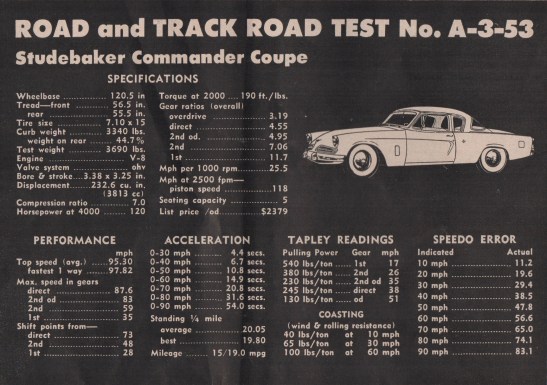 ROAD and TRACK ROAD TEST No. A-3-53
Studebaker Commander Coupe
SPECIFICATIONS
Wheelbase 120.5 in
Tread—front 56.5 in.
rear 55.5 in.
Tire size 7.10 x 15
Curb weight 3340 lbs.
weight on rear 44.7%
Test weight 3690 lbs.
Engine V-8
Valve system ohv
Bore & stroke 3.38 x 3.25 in.
Displacement 232.6 cu. in.
(3813 cc)
Compression ratio 7.0
Horsepower at 4000 120
Torque at 2000 190 ft./lbs.
Gear ratios (overall)
overdrive 3.19
direct 4.55
2nd od. 4.95
2nd 7.06
1st 11.7
Mph per 1000 rpm 25.5
Mph at 2500 fpm—
piston speed 118
Seating capacity 5
List price /od $2379
PERFORMANCE
mph
Top speed (avg.) 95.30
fastest 1 way 97.82
Max. speed in gears
direct 87.6
2nd od 83
2nd 59
1st 35
Shift points from—
direct 73
2nd 48
1st 28
ACCELERATION
0-30 mph 4.4 secs.
0-40 mph 6.7 secs.
0-50 mph 10.8 secs.
0-60 mph 14.9 secs.
0-70 mph 20.8 secs.
0-80 mph 31.6 secs.
0-90 mph 54.0 secs.
Standing ¼ mile
average 20.05
best 19.80
Mileage 15/19.0 mpg
TAPLEY READINGS
Pulling Power Gear mph
540 lbs/ton 1st 17
380 lbs/ton 2nd 26
230 lbs/ton 2nd od 35
245 lbs/ton direct 38
130 lbs/ton od 51
COASTING
(wind & rolling resistance)
40 lbs/ton at 10 mph
65 lbs/ton at 30 mph
100 lbs/ton at 60 mph
SPEEDO ERROR
Indicated Actual
10 mph 11.2
20 mph 19.6
30 mph 29.4
40 mph 38.5
50 mph 47.8
60 mph 56.6
70 mph 65.0
80 mph 74.1
90 mph 83.1